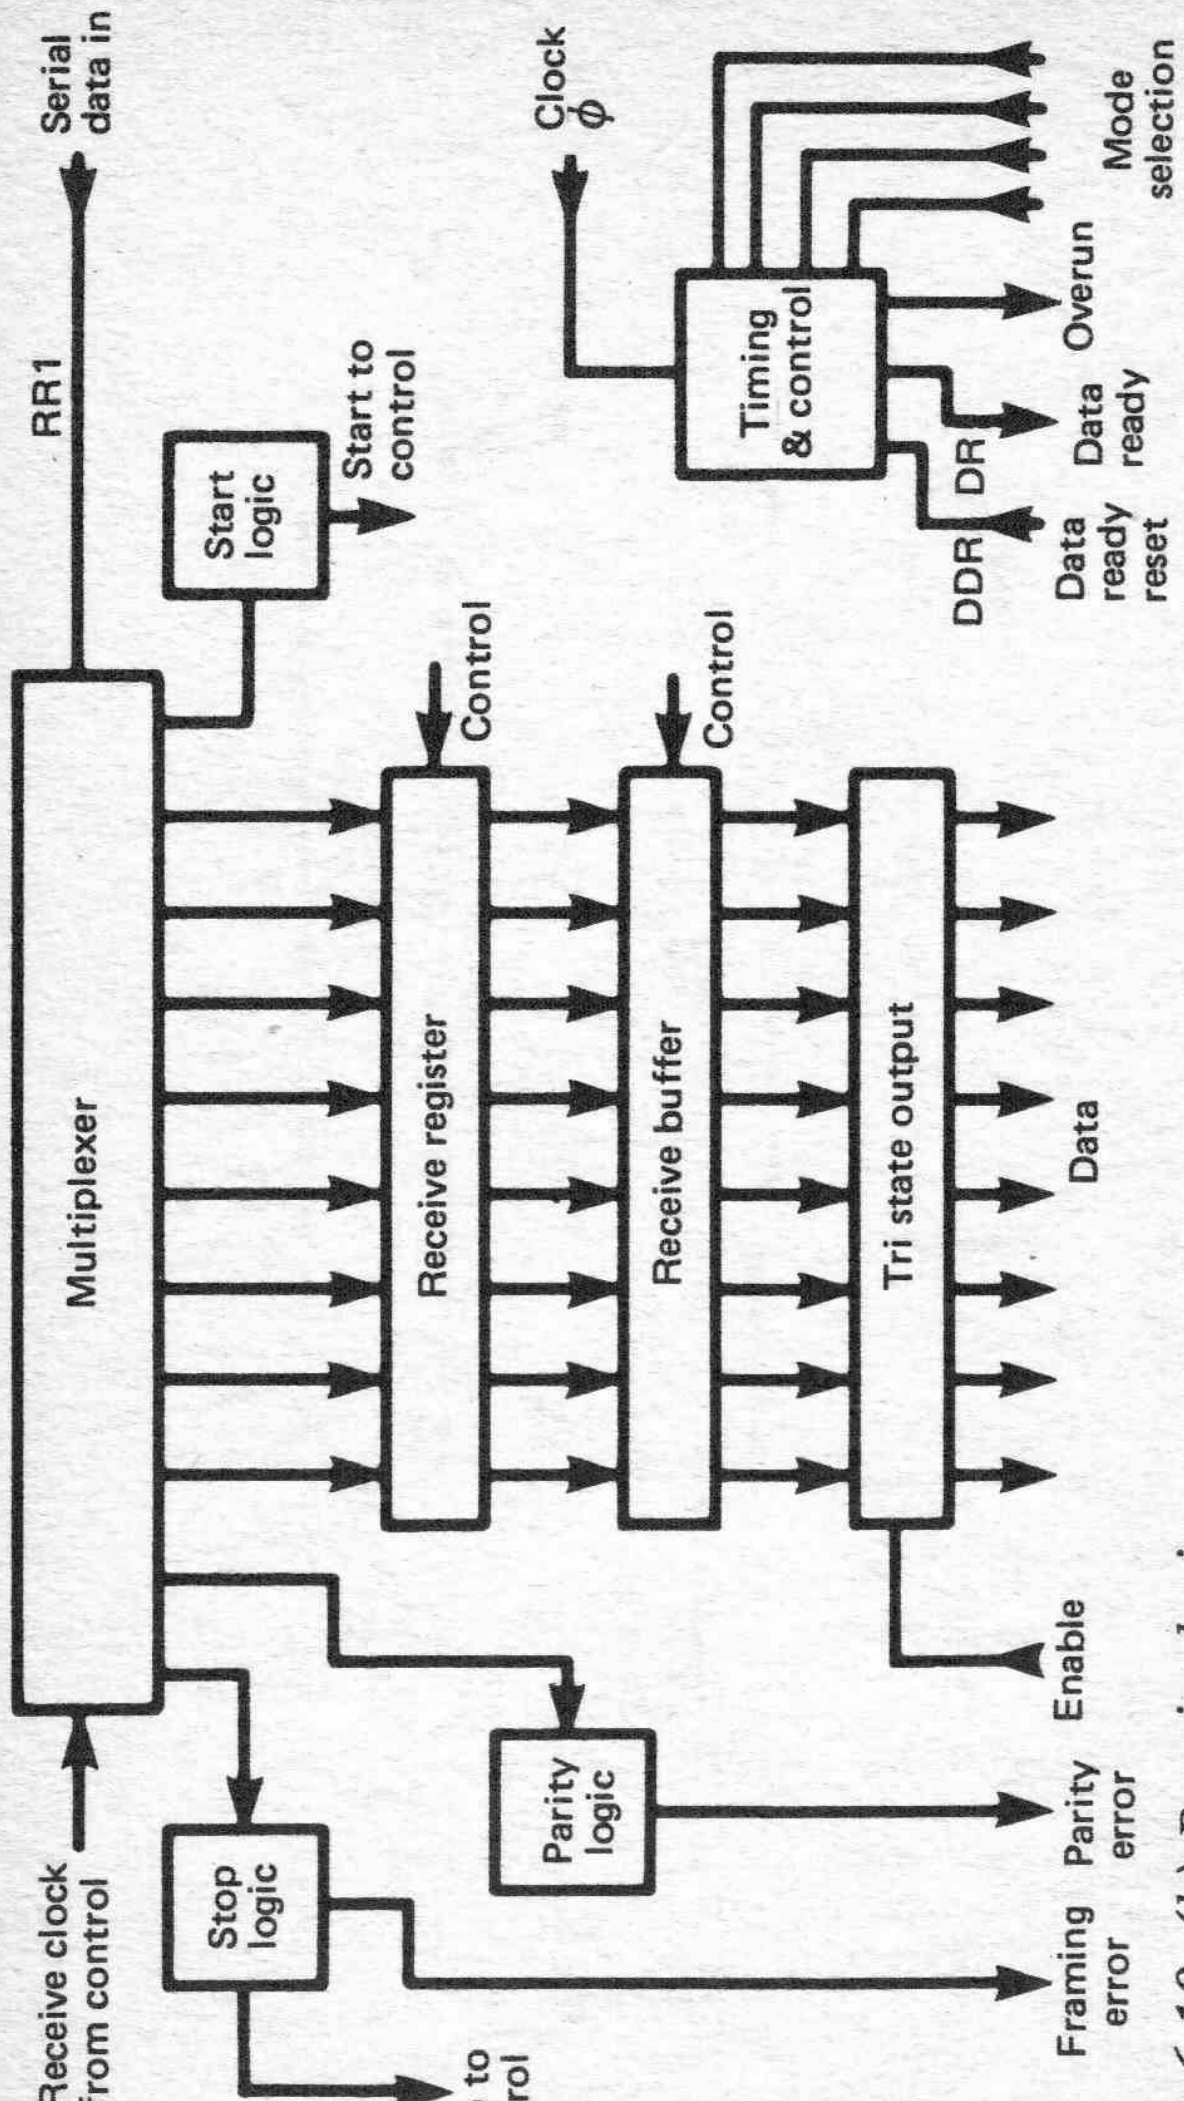 Receive clock
from control
Multiplexer
RR1
Serial
data in
Stop
logic
Start
logic
Start to
control
to
Receive register
Control
Clock
φ
Parity
logic
Receive buffer
Control
Timing
& control
Tri state output
DDR
DR
Framing
error
Parity
error
Enable
Data
Data
ready
reset
Data
ready
Overun
Mode
selection